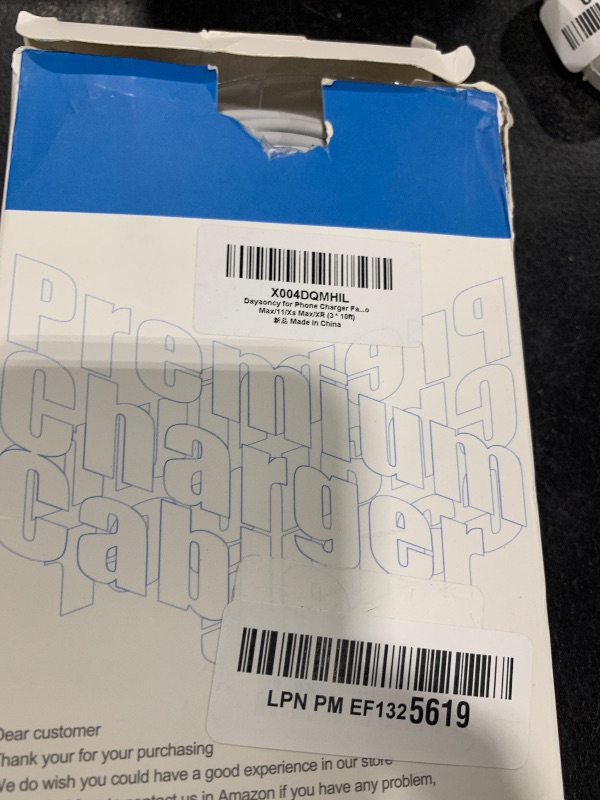 X004DQMHIL
Dayaoncy for Phone Charger Fa...o
Max/11/Xs Max/XR (3 * 10ft)
新品 Made in China
Premium
Charger
Cab
LPN PM EF1325619
Dear customer
Thank your for your purchasing
We do wish you could have a good experience in our store
contact us in Amazon if you have any problem,